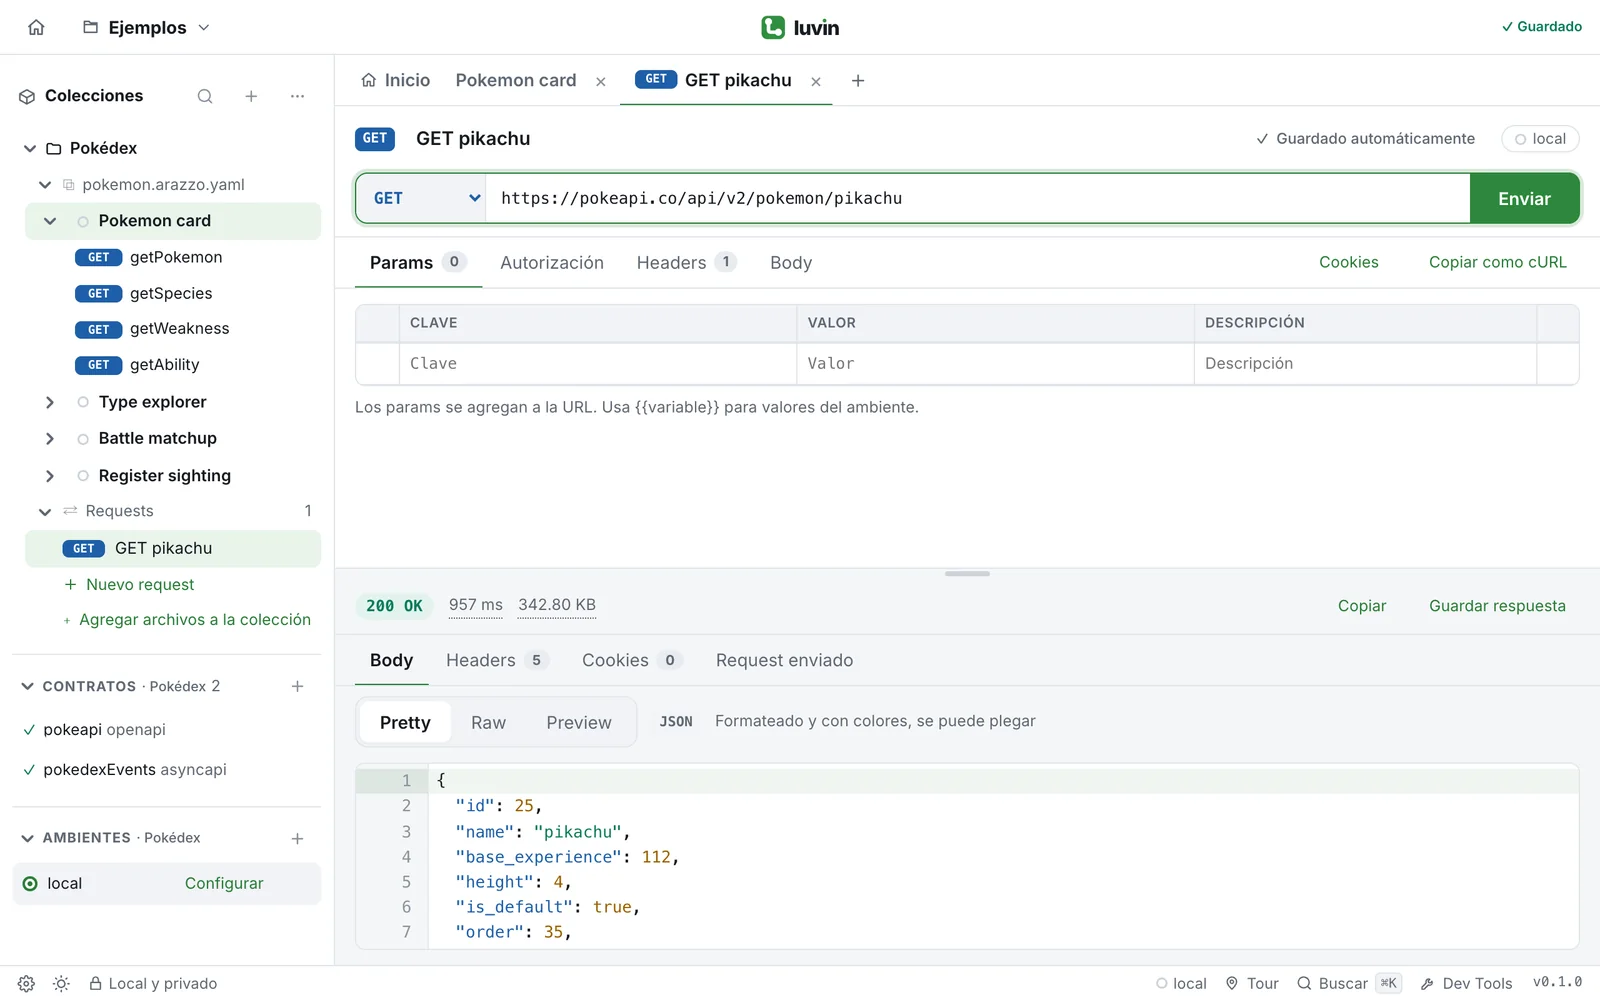 Ejemplos
luvin
Guardado
Colecciones
Pokédex
pokemon.arazzo.yaml
Pokemon card
GET getPokemon
GET getSpecies
GET getWeakness
GET getAbility
Type explorer
Battle matchup
Register sighting
Requests 1
GET GET pikachu
+ Nuevo request
+ Agregar archivos a la colección
CONTRATOS · Pokédex 2
pokeapi openapi
pokedexEvents asyncapi
AMBIENTES · Pokédex
local Configurar
Inicio
Pokemon card
GET GET pikachu
GET GET pikachu
Guardado automáticamente
local
GET https://pokeapi.co/api/v2/pokemon/pikachu Enviar
Params 0 Autorización Headers 1 Body Cookies Copiar como cURL
CLAVE VALOR DESCRIPCIÓN
Clave Valor Descripción
Los params se agregan a la URL. Usa {{variable}} para valores del ambiente.
200 OK 957 ms 342.80 KB Copiar Guardar respuesta
Body Headers 5 Cookies 0 Request enviado
Pretty Raw Preview JSON Formateado y con colores, se puede plegar
1 {
2 "id": 25,
3 "name": "pikachu",
4 "base_experience": 112,
5 "height": 4,
6 "is_default": true,
7 "order": 35,
Local y privado
local Tour Buscar ⌘K Dev Tools v0.1.0